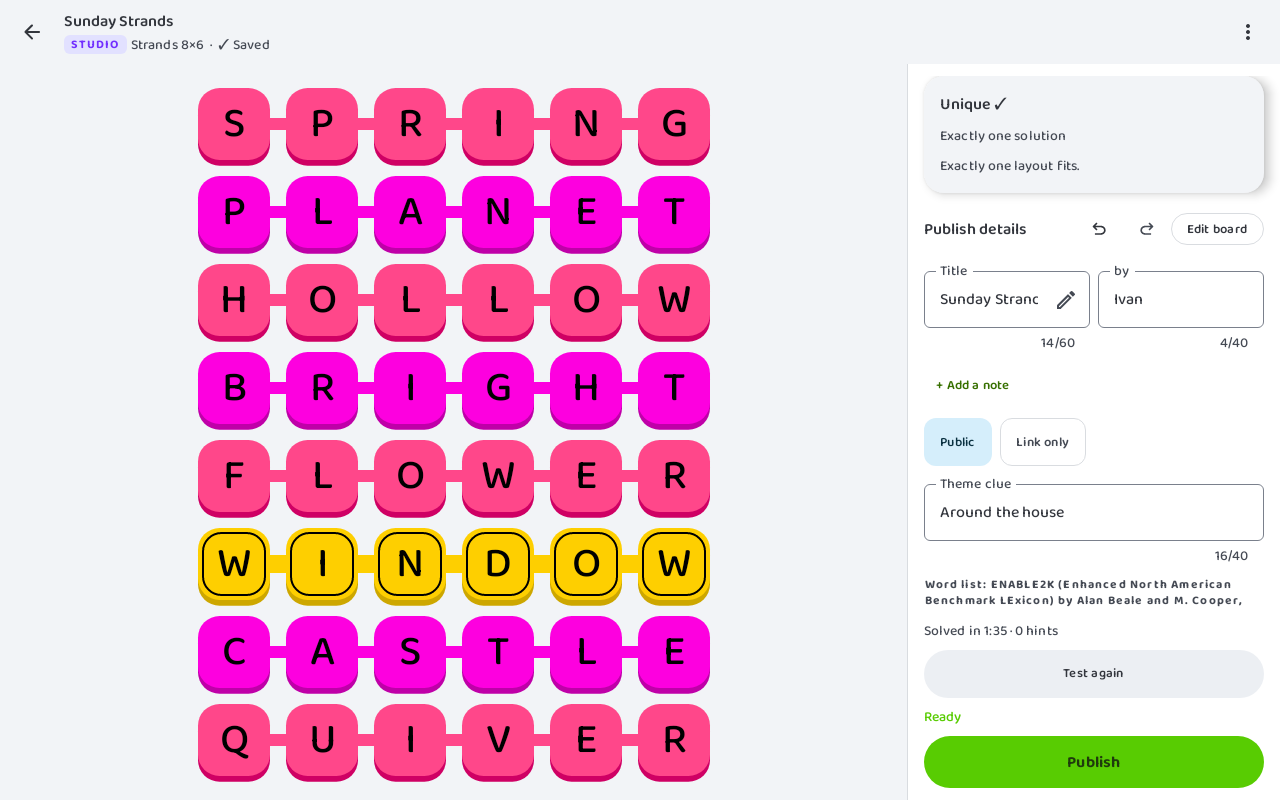 Sunday Strands
STUDIO Strands 8×6 · ✓ Saved
S P R I N G
P L A N E T
H O L L O W
B R I G H T
F L O W E R
W I N D O W
C A S T L E
Q U I V E R
Unique ✓
Exactly one solution
Exactly one layout fits.
Publish details
Edit board
Title
Sunday Stranc
14/60
by
Ivan
4/40
+ Add a note
Public
Link only
Theme clue
Around the house
16/40
Word list: ENABLE2K (Enhanced North American
Benchmark LExicon) by Alan Beale and M. Cooper,
Solved in 1:35 · 0 hints
Test again
Ready
Publish